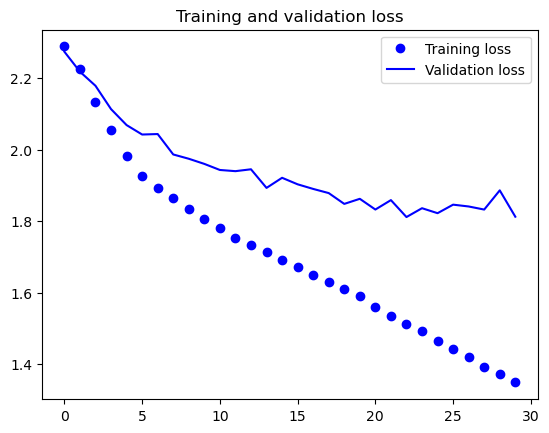 Training and validation loss
Training loss
Validation loss
2.2
2.0
1.8
1.6
1.4
0 5 10 15 20 25 30